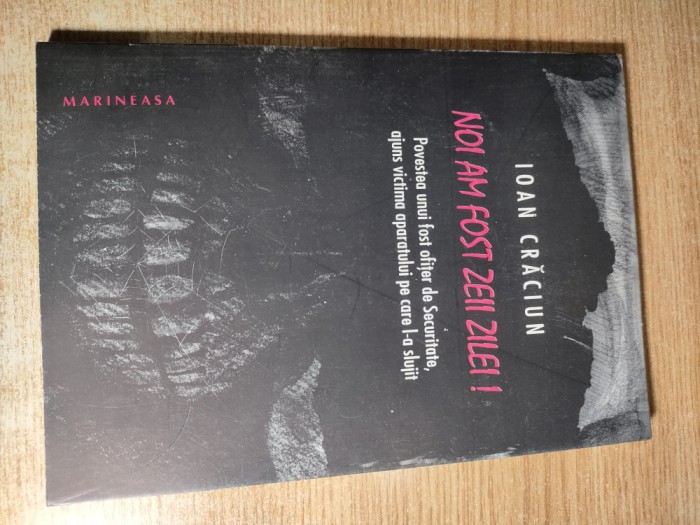 IOAN CRĂCIUN
NOI AM FOST ZEII ZILEI !
Povestea unui fost ofițer de Securitate,
ajuns victima aparatului pe care l-a slujit
MARINEASA